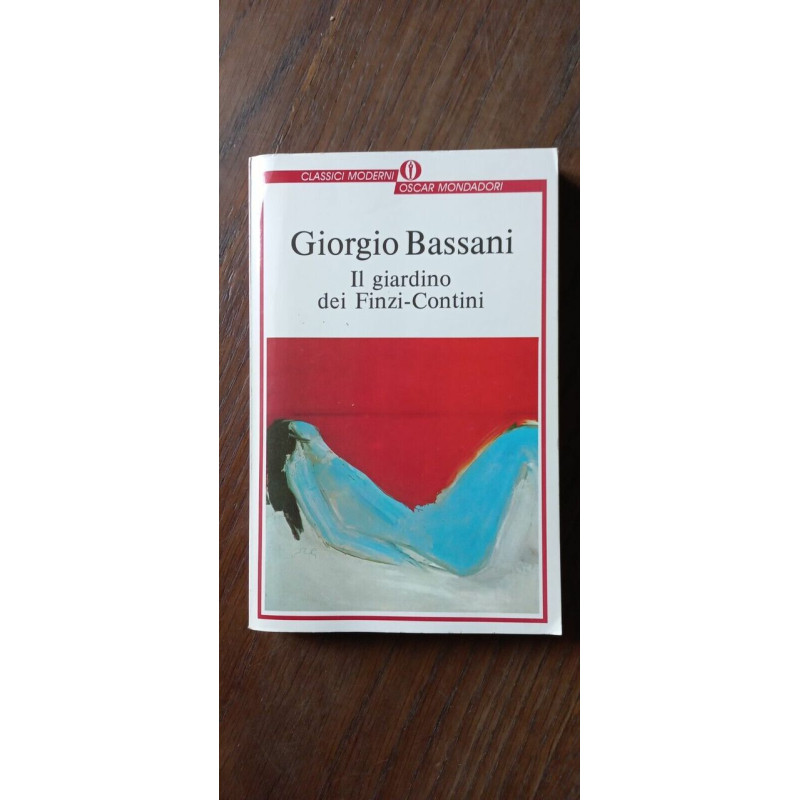 CLASSICI MODERNI
OSCAR MONDADORI
Giorgio Bassani
Il giardino
dei Finzi-Contini